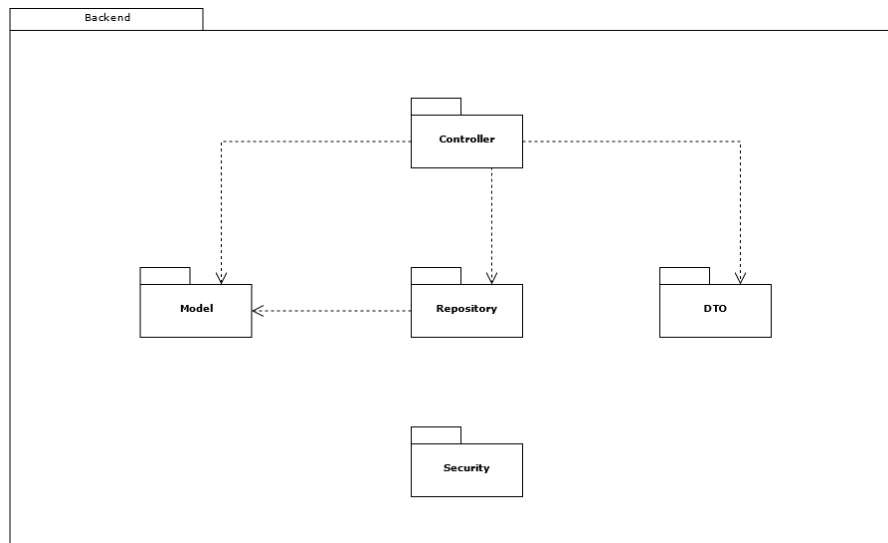 Backend
Controller
Model
Repository
DTO
Security